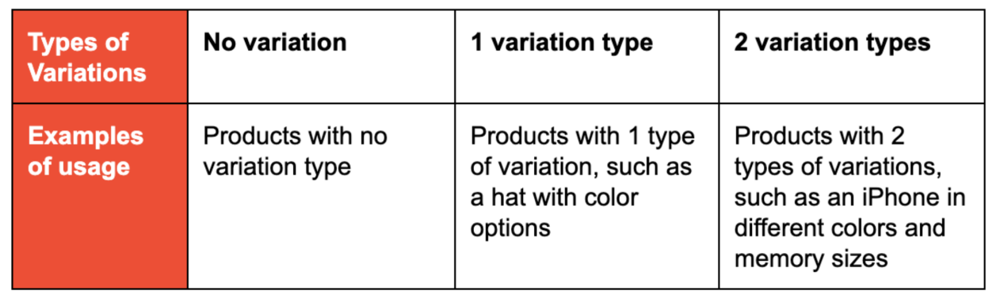 Types of
Variations
No variation
1 variation type
2 variation types
Examples
of usage
Products with no
variation type
Products with 1 type
of variation, such as
a hat with color
options
Products with 2
types of variations,
such as an iPhone in
different colors and
memory sizes